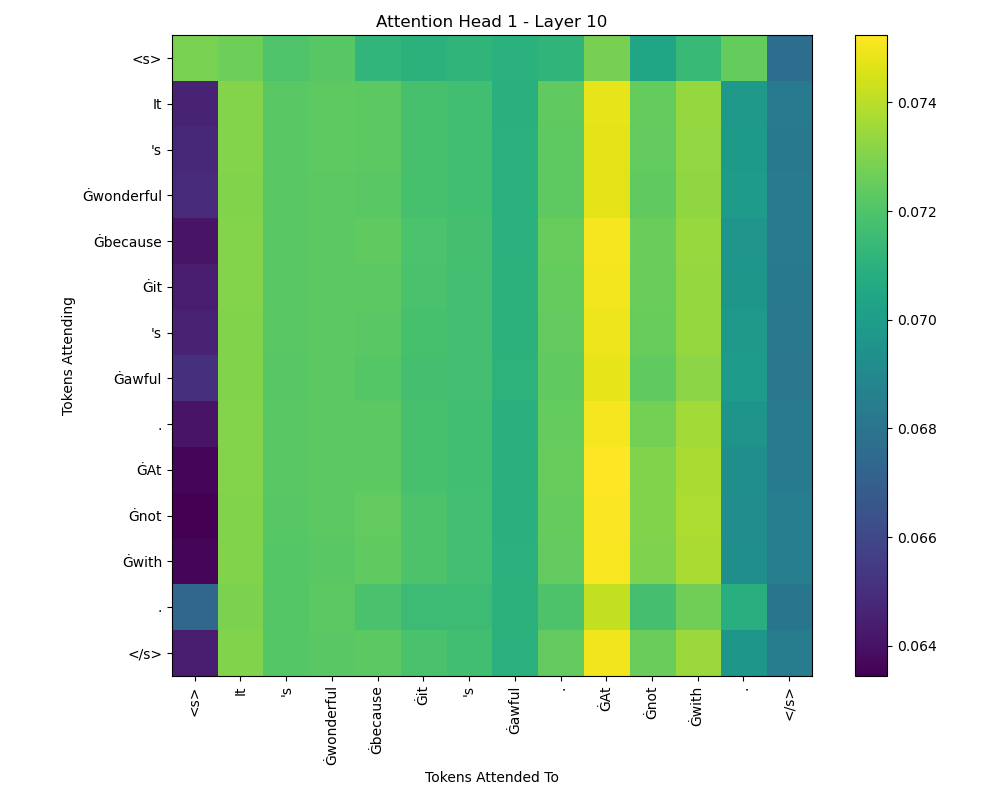 Attention Head 1 - Layer 10
<s>
It
's
Ġwonderful
Ġbecause
Ġit
's
Ġawful
.
ĠAt
Ġnot
Ġwith
.
</s>
Tokens Attending
<s>
It
's
Ġwonderful
Ġbecause
Ġit
's
Ġawful
.
ĠAt
Ġnot
Ġwith
.
</s>
Tokens Attended To
0.074
0.072
0.070
0.068
0.066
0.064